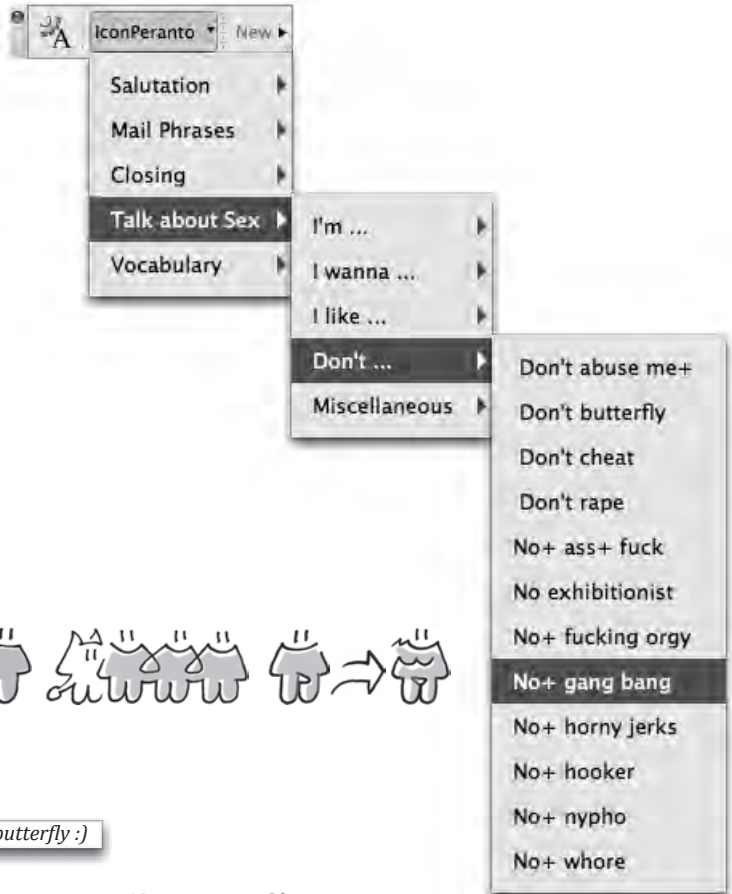 A IconPeranto New
Salutation
Mail Phrases
Closing
Talk about Sex
Vocabulary
I'm ...
I wanna ...
I like ...
Don't ...
Miscellaneous
Don't abuse me+
Don't butterfly
Don't cheat
Don't rape
No+ ass+ fuck
No exhibitionist
No+ fucking orgy
No+ gang bang
No+ horny jerks
No+ hooker
No+ nypho
No+ whore
butterfly :)